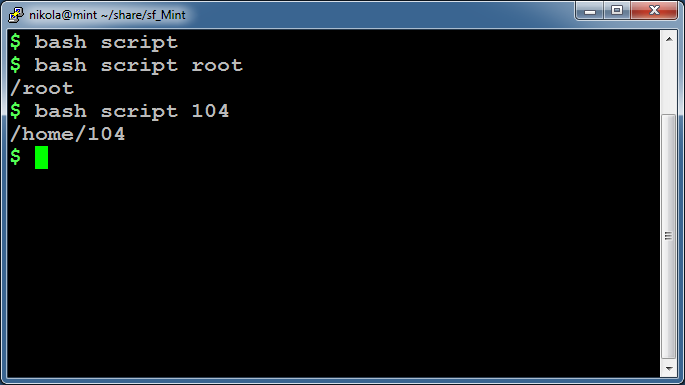 nikola@mint ~/share/sf_Mint
$ bash script
$ bash script root
/root
$ bash script 104
/home/104
$